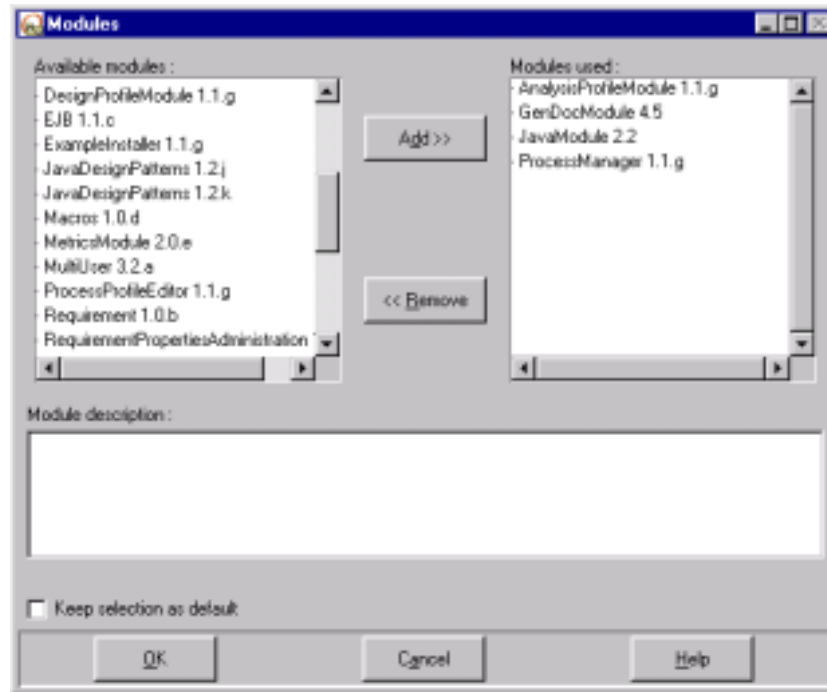 Modules
Available modules :
DesignProfileModule 1.1.g
EJB 1.1.c
ExampleInstaller 1.1.g
JavaDesignPatterns 1.2.j
JavaDesignPatterns 1.2.k
Macros 1.0.d
MetricsModule 2.0.e
MultiUser 3.2.a
ProcessProfileEditor 1.1.g
Requirement 1.0.b
RequirementPropertiesAdministration
Add >>
<< Remove
Modules used :
AnalysisProfileModule 1.1.g
GenDocModule 4.5
JavaModule 2.2
ProcessManager 1.1.g
Module description :
Keep selection as default
OK
Cancel
Help